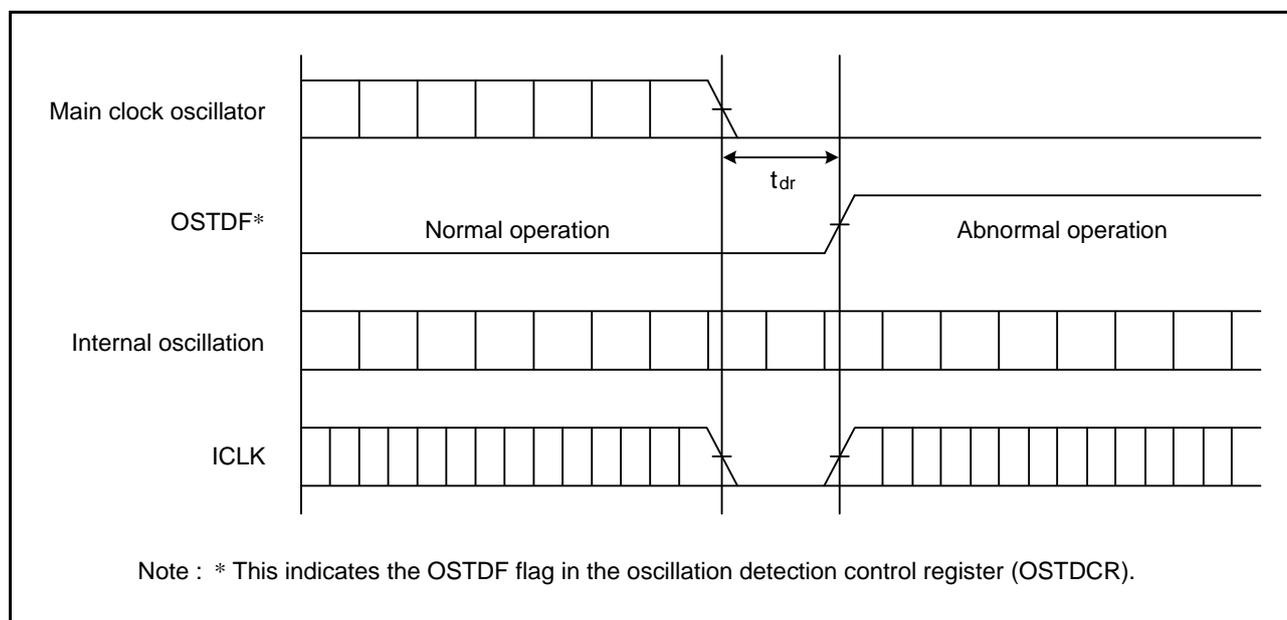 Main clock oscillator
tdr
OSTDF*
Normal operation
Abnormal operation
Internal oscillation
ICLK
Note : * This indicates the OSTDF flag in the oscillation detection control register (OSTDCR).